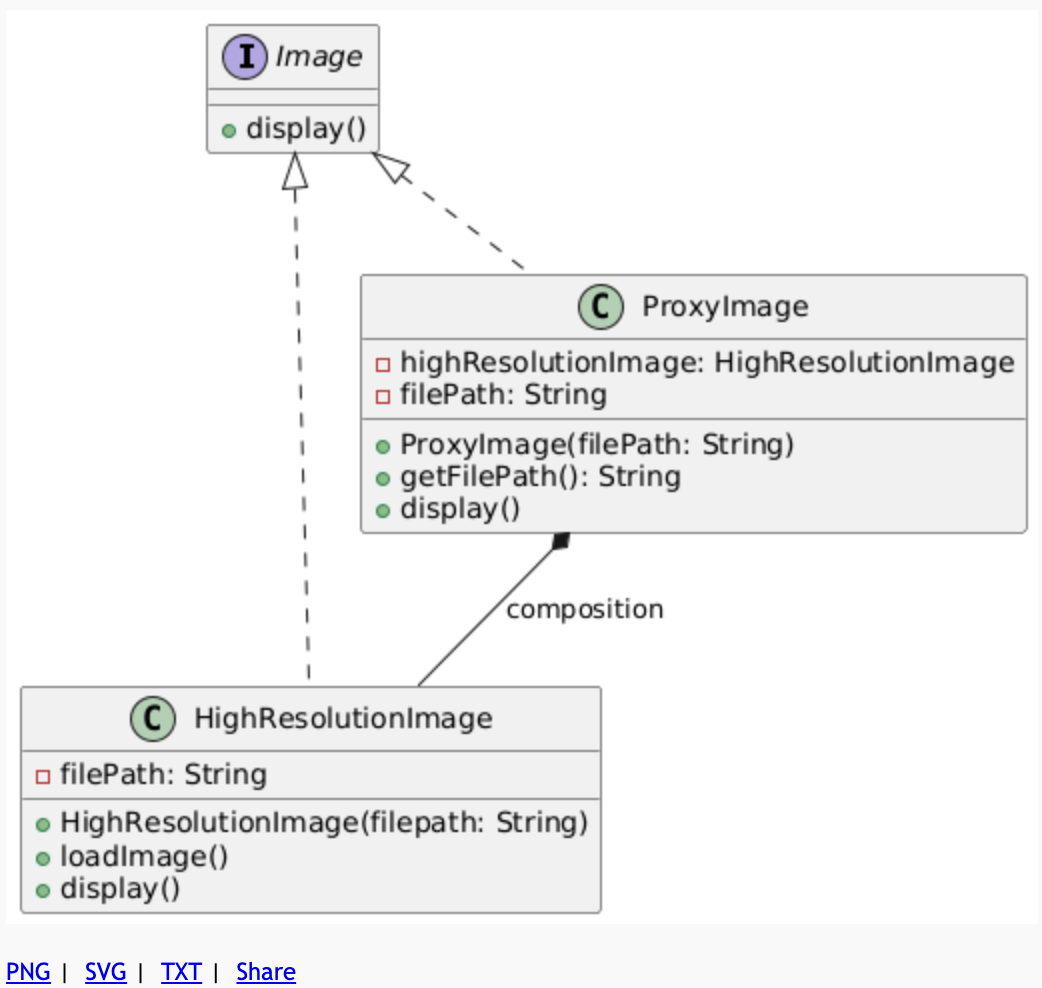 I Image
display()
C ProxyImage
highResolutionImage: HighResolutionImage
filePath: String
ProxyImage(filePath: String)
getFilePath(): String
display()
composition
C HighResolutionImage
filePath: String
HighResolutionImage(filepath: String)
loadImage()
display()
PNG | SVG | TXT | Share